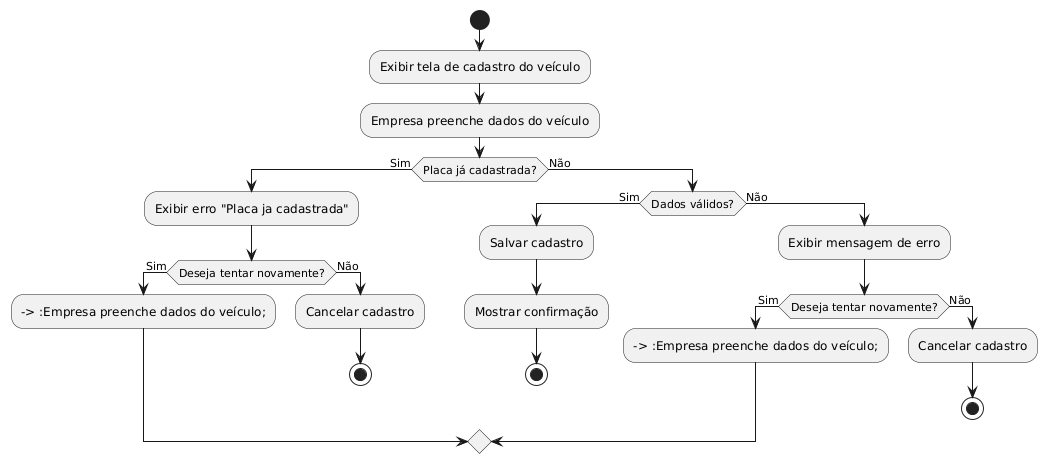 Exibir tela de cadastro do veículo
Empresa preenche dados do veículo
Sim
Placa já cadastrada?
Não
Exibir erro "Placa ja cadastrada"
Sim
Dados válidos?
Não
Salvar cadastro
Exibir mensagem de erro
Sim
Deseja tentar novamente?
Não
-> :Empresa preenche dados do veículo;
Cancelar cadastro
Mostrar confirmação
Sim
Deseja tentar novamente?
Não
-> :Empresa preenche dados do veículo;
Cancelar cadastro